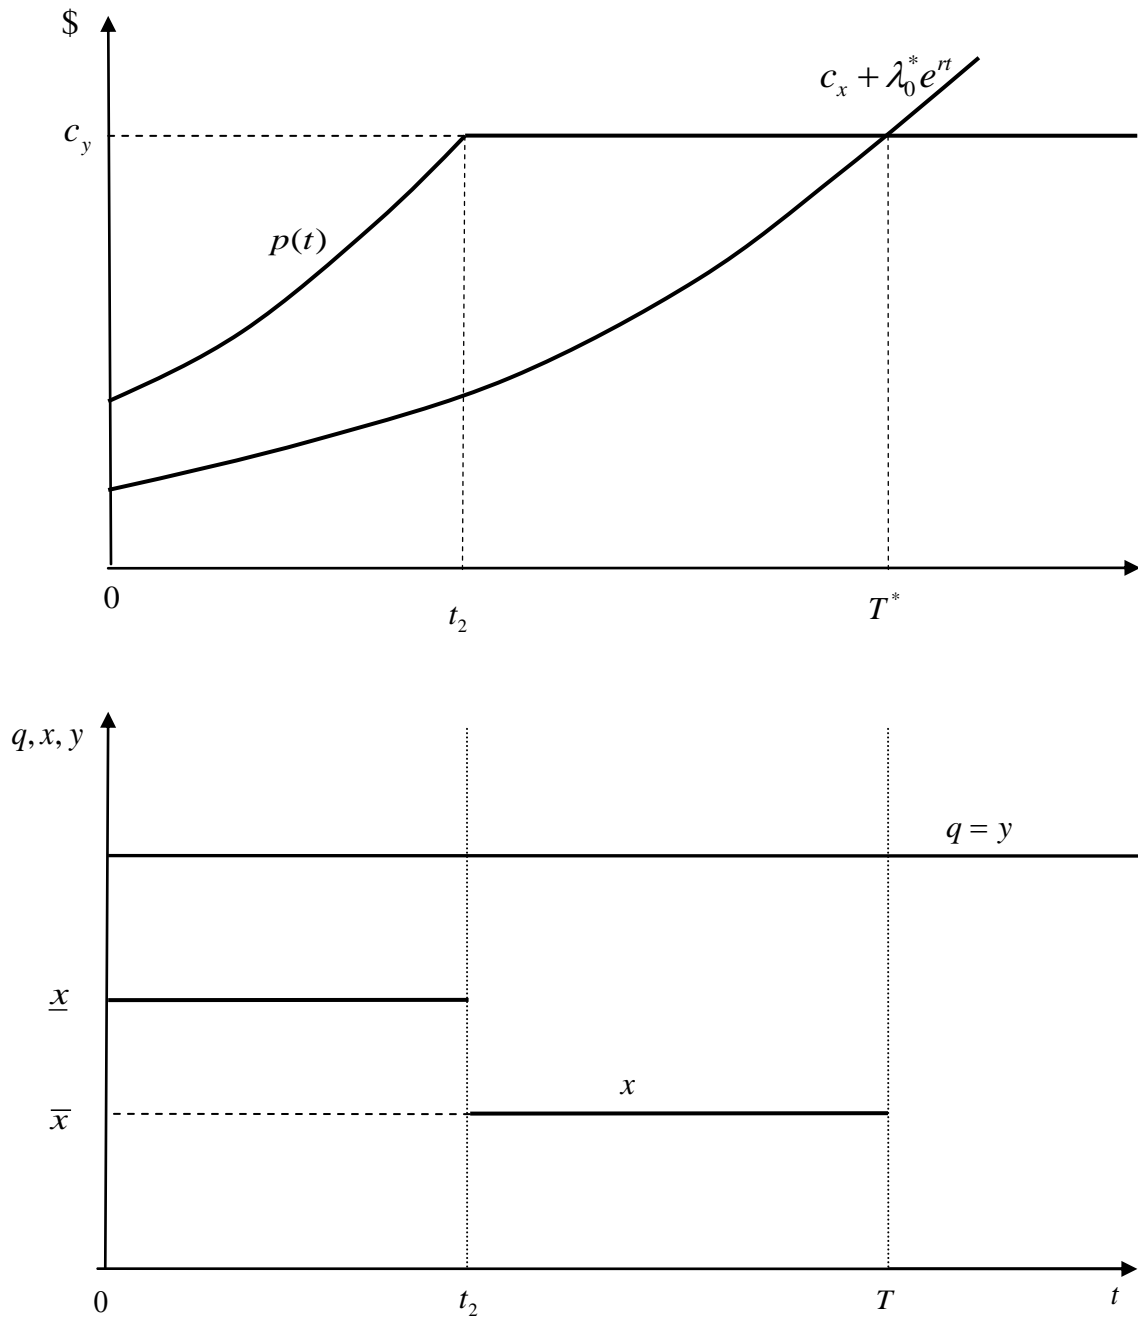 $
c_x + λ_0^* e^{rt}
c_y
p(t)
0
t_2
T^*
q, x, y
q = y
x̲
x
x̅
0
t_2
T
t